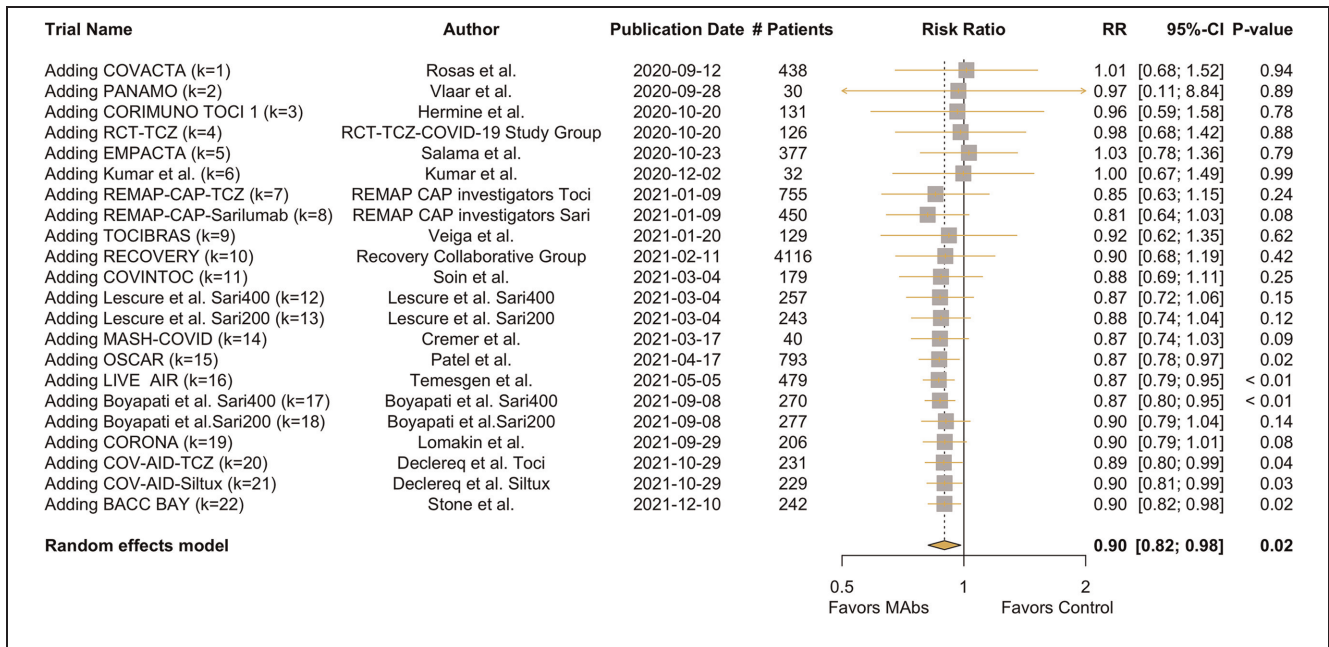 Trial Name Author Publication Date # Patients Risk Ratio RR 95%-CI P-value
Adding COVACTA (k=1) Rosas et al. 2020-09-12 438 1.01 [0.68; 1.52] 0.94
Adding PANAMO (k=2) Vlaar et al. 2020-09-28 30 0.97 [0.11; 8.84] 0.89
Adding CORIMUNO TOCI 1 (k=3) Hermine et al. 2020-10-20 131 0.96 [0.59; 1.58] 0.78
Adding RCT-TCZ (k=4) RCT-TCZ-COVID-19 Study Group 2020-10-20 126 0.98 [0.68; 1.42] 0.88
Adding EMPACTA (k=5) Salama et al. 2020-10-23 377 1.03 [0.78; 1.36] 0.79
Adding Kumar et al. (k=6) Kumar et al. 2020-12-02 32 1.00 [0.67; 1.49] 0.99
Adding REMAP-CAP-TCZ (k=7) REMAP CAP investigators Toci 2021-01-09 755 0.85 [0.63; 1.15] 0.24
Adding REMAP-CAP-Sarilumab (k=8) REMAP CAP investigators Sari 2021-01-09 450 0.81 [0.64; 1.03] 0.08
Adding TOCIBRAS (k=9) Veiga et al. 2021-01-20 129 0.92 [0.62; 1.35] 0.62
Adding RECOVERY (k=10) Recovery Collaborative Group 2021-02-11 4116 0.90 [0.68; 1.19] 0.42
Adding COVINTOC (k=11) Soin et al. 2021-03-04 179 0.88 [0.69; 1.11] 0.25
Adding Lescure et al. Sari400 (k=12) Lescure et al. Sari400 2021-03-04 257 0.87 [0.72; 1.06] 0.15
Adding Lescure et al. Sari200 (k=13) Lescure et al. Sari200 2021-03-04 243 0.88 [0.74; 1.04] 0.12
Adding MASH-COVID (k=14) Cremer et al. 2021-03-17 40 0.87 [0.74; 1.03] 0.09
Adding OSCAR (k=15) Patel et al. 2021-04-17 793 0.87 [0.78; 0.97] 0.02
Adding LIVE AIR (k=16) Temesgen et al. 2021-05-05 479 0.87 [0.79; 0.95] < 0.01
Adding Boyapati et al. Sari400 (k=17) Boyapati et al. Sari400 2021-09-08 270 0.87 [0.80; 0.95] < 0.01
Adding Boyapati et al.Sari200 (k=18) Boyapati et al.Sari200 2021-09-08 277 0.90 [0.79; 1.04] 0.14
Adding CORONA (k=19) Lomakin et al. 2021-09-29 206 0.90 [0.79; 1.01] 0.08
Adding COV-AID-TCZ (k=20) Declereq et al. Toci 2021-10-29 231 0.89 [0.80; 0.99] 0.04
Adding COV-AID-Siltux (k=21) Declereq et al. Siltux 2021-10-29 229 0.90 [0.81; 0.99] 0.03
Adding BACC BAY (k=22) Stone et al. 2021-12-10 242 0.90 [0.82; 0.98] 0.02
Random effects model 0.90 [0.82; 0.98] 0.02
0.5 1 2
Favors MAbs Favors Control